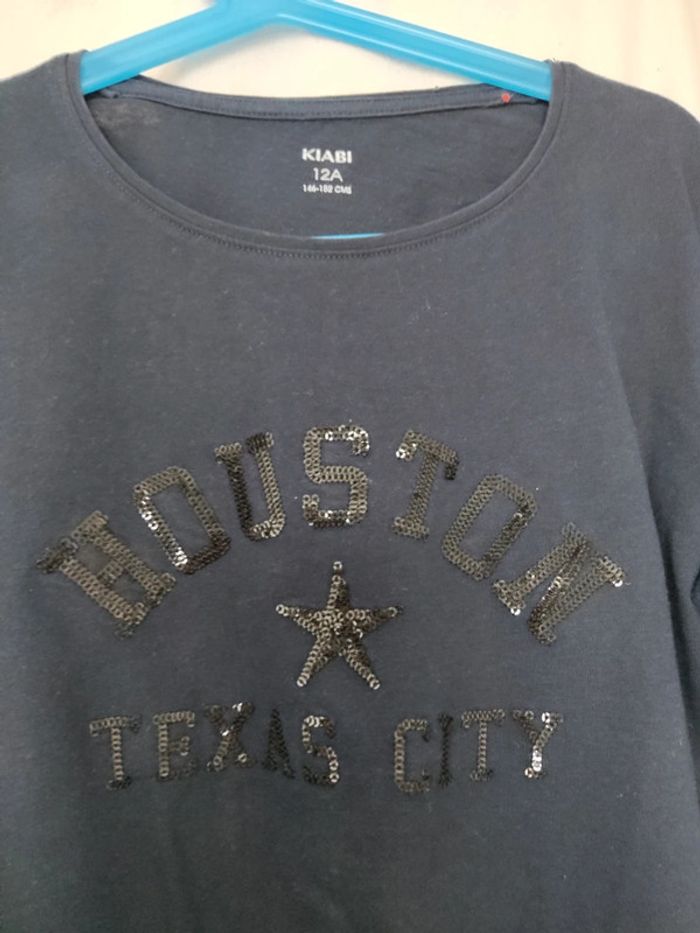 KIABI
12A
146-152 CMS
HOUSTON
TEXAS CITY